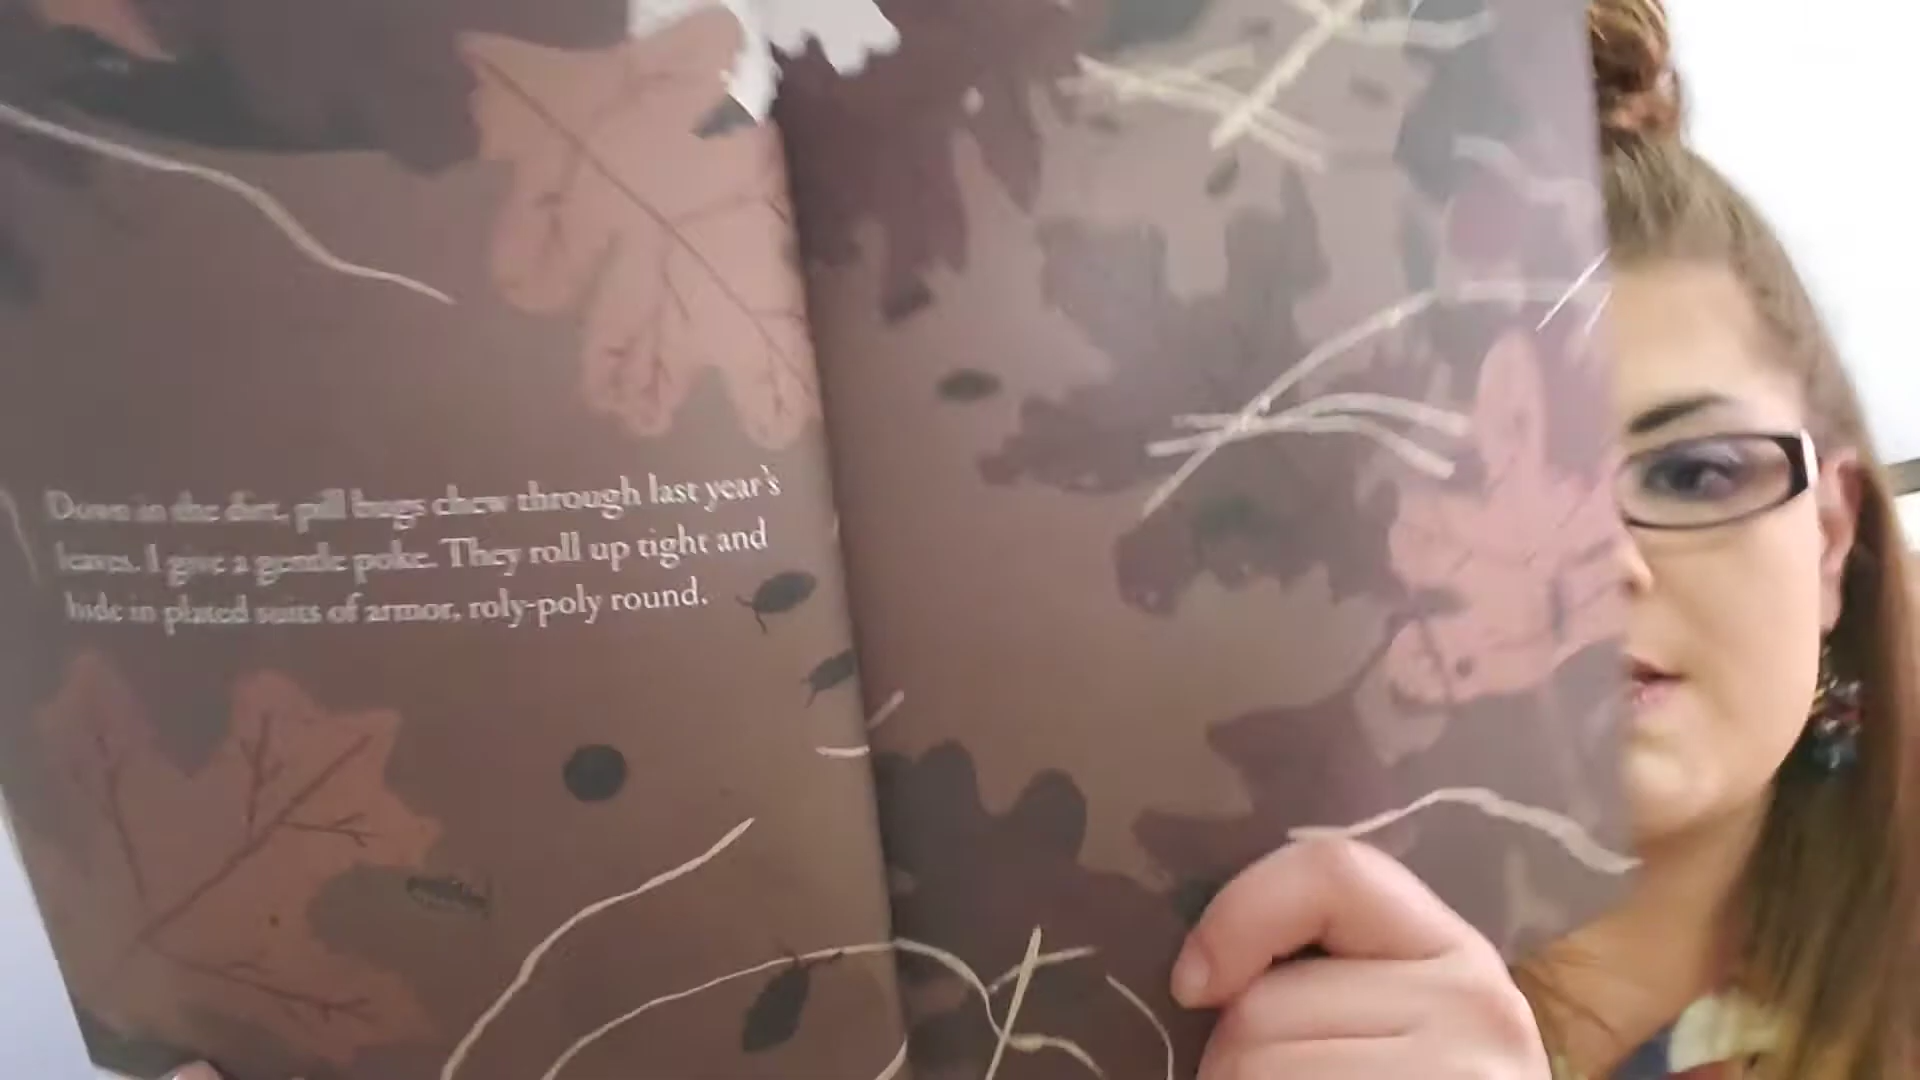 Down in the dirt, pill bugs chew through last year's
leaves. I give a gentle poke. They roll up tight and
hide in plated suits of armor, roly-poly round.